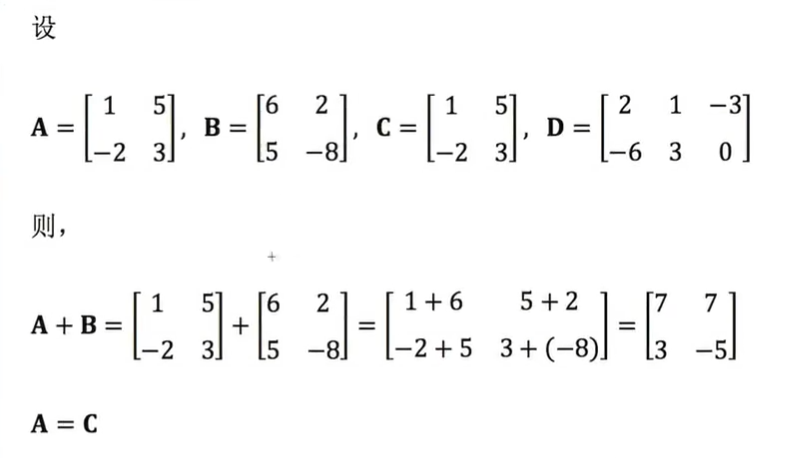 设
A = [1 5; −2 3], B = [6 2; 5 −8], C = [1 5; −2 3], D = [2 1 −3; −6 3 0]
则，
A + B = [1 5; −2 3] + [6 2; 5 −8] = [1 + 6 5 + 2; −2 + 5 3 + (−8)] = [7 7; 3 −5]
A = C